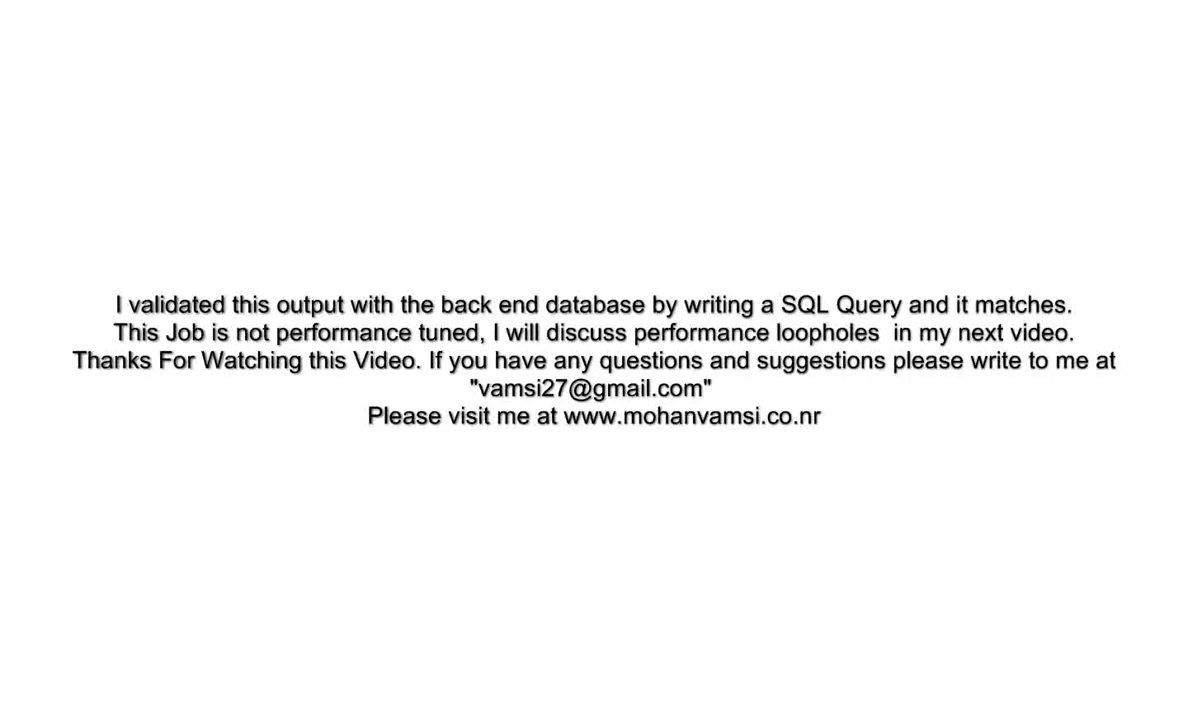 I validated this output with the back end database by writing a SQL Query and it matches.
This Job is not performance tuned, I will discuss performance loopholes  in my next video.
Thanks For Watching this Video. If you have any questions and suggestions please write to me at
"vamsi27@gmail.com"
Please visit me at www.mohanvamsi.co.nr